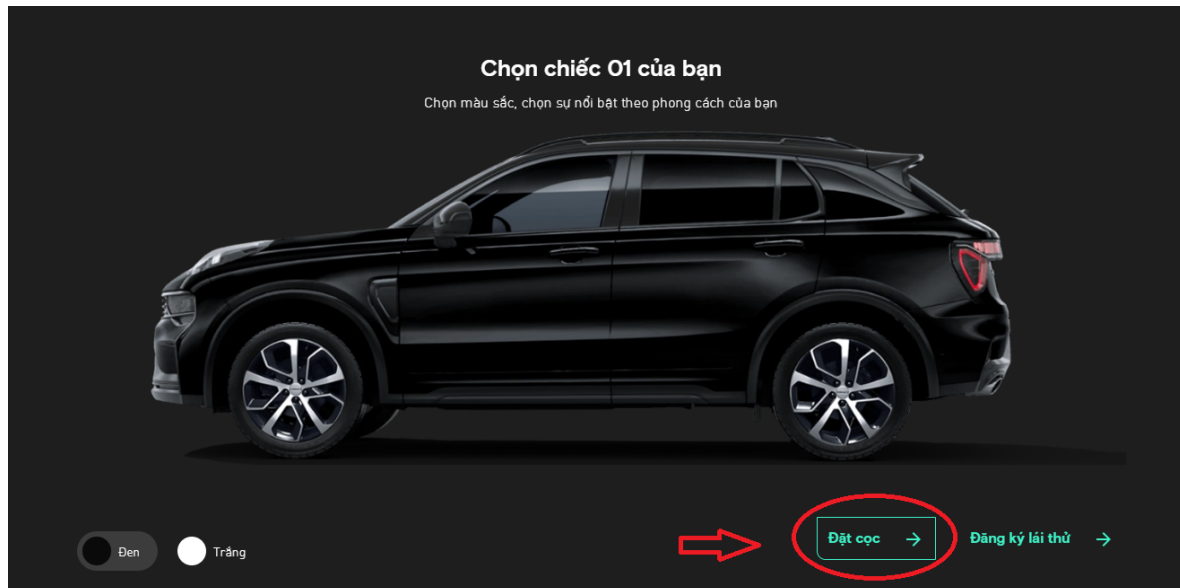 Chọn chiếc 01 của bạn
Chọn màu sắc, chọn sự nổi bật theo phong cách của bạn
Đen
Trắng
Đặt cọc
Đăng ký lái thử